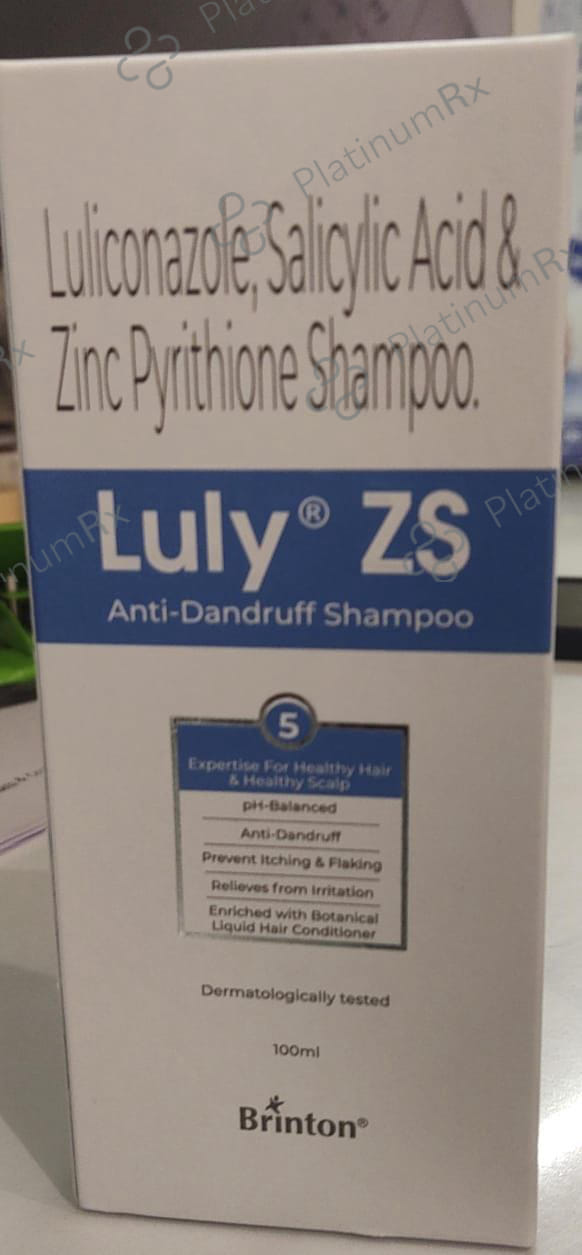 Luliconazole, Salicylic Acid &
Zinc Pyrithione Shampoo.
Luly® ZS
Anti-Dandruff Shampoo
5
Expertise For Healthy Hair
& Healthy Scalp
pH-Balanced
Anti-Dandruff
Prevent Itching & Flaking
Relieves from Irritation
Enriched with Botanical
Liquid Hair Conditioner
Dermatologically tested
100ml
Brinton®
PlatinumRx
PlatinumRx